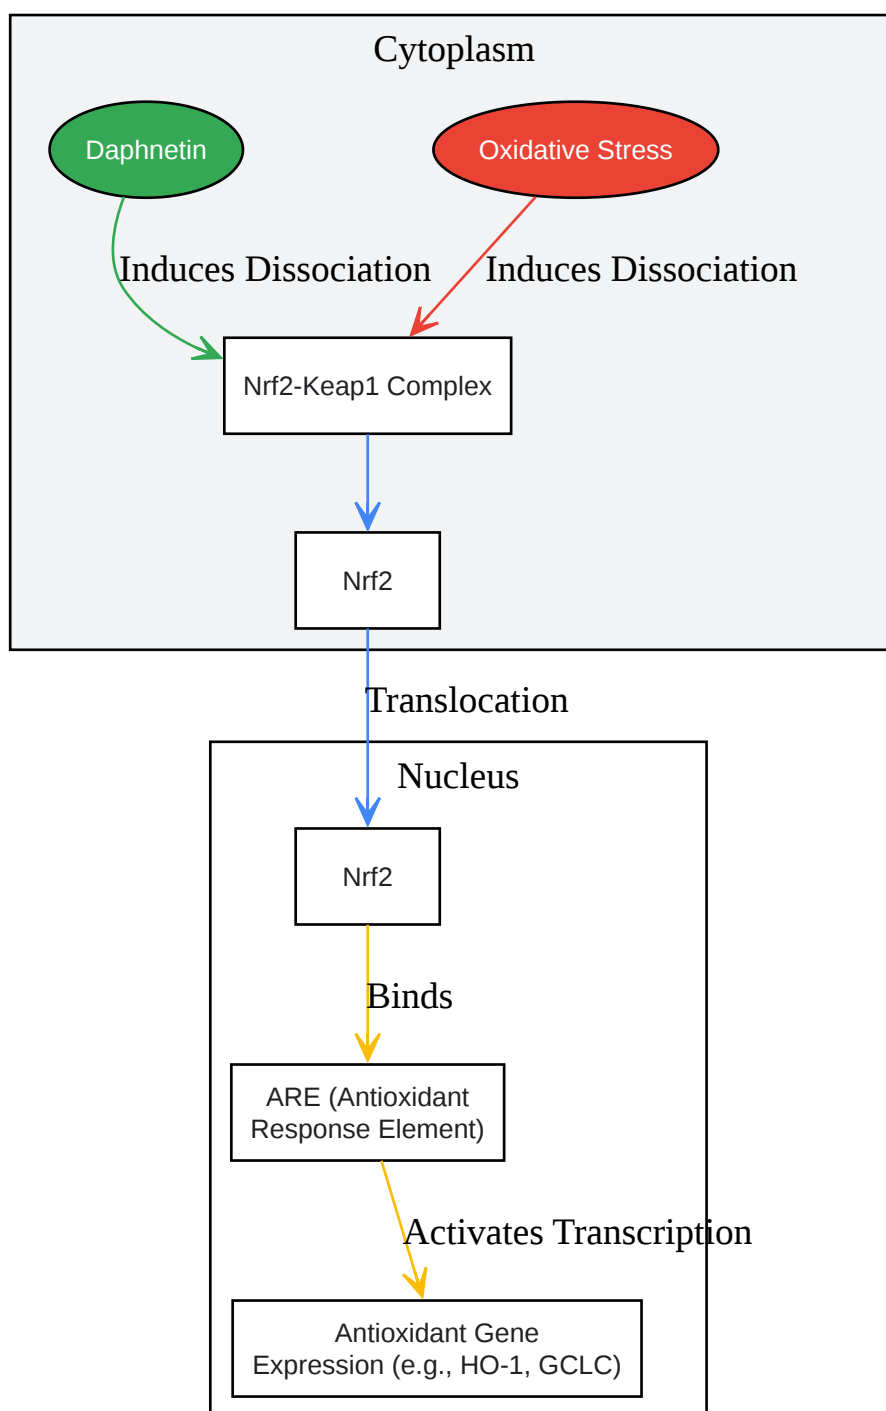 Cytoplasm
Daphnetin
Oxidative Stress
Induces Dissociation
Induces Dissociation
Nrf2-Keap1 Complex
Nrf2
Translocation
Nucleus
Nrf2
Binds
ARE (Antioxidant
Response Element)
Activates Transcription
Antioxidant Gene
Expression (e.g., HO-1, GCLC)